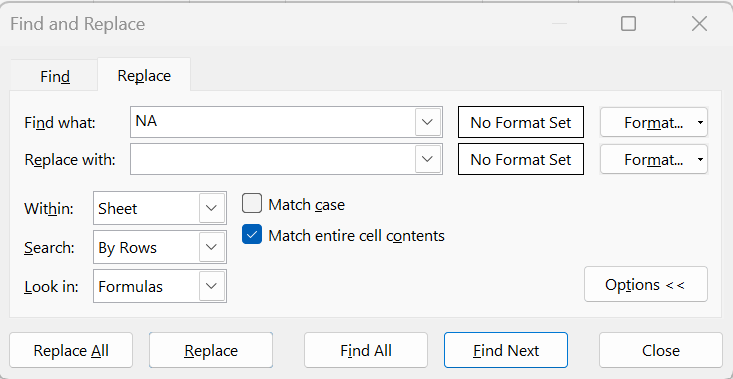 Find and Replace
Find
Replace
Find what:
NA
No Format Set
Format...
Replace with:
No Format Set
Format...
Within:
Sheet
Match case
Search:
By Rows
Match entire cell contents
Look in:
Formulas
Options <<
Replace All
Replace
Find All
Find Next
Close